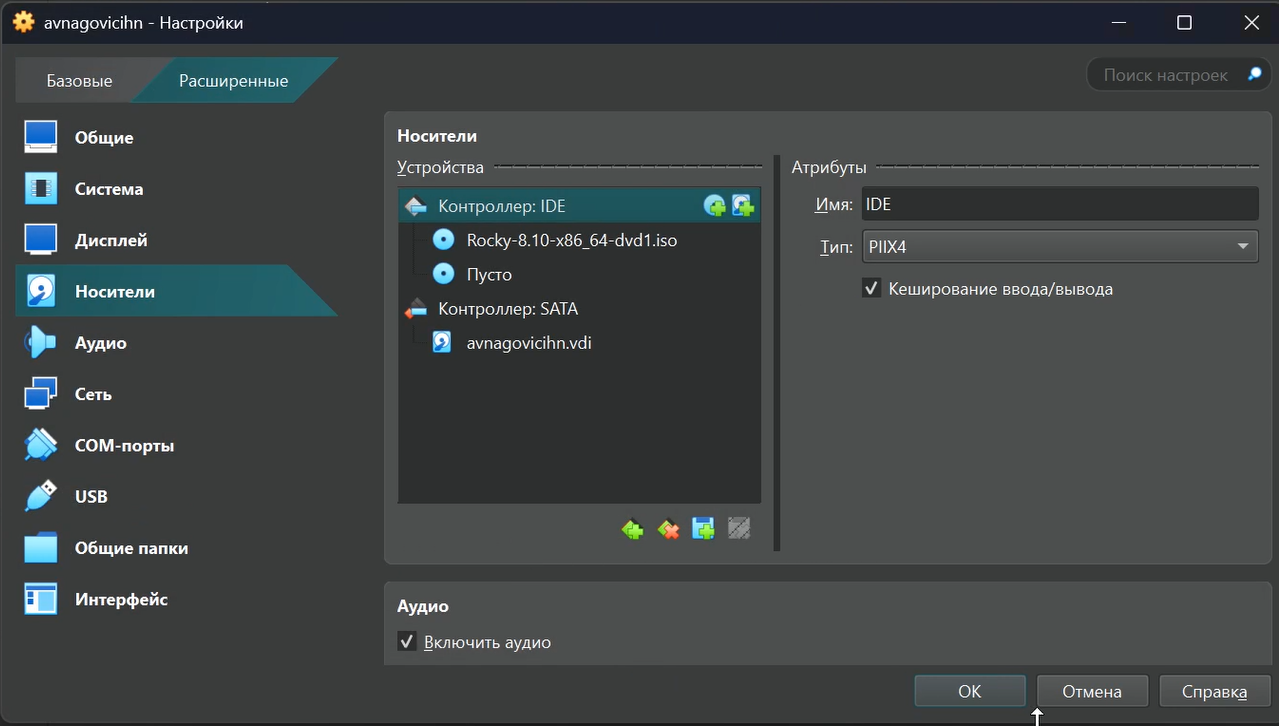 avnagovicihn - Настройки
Базовые
Расширенные
Поиск настроек
Общие
Система
Дисплей
Носители
Аудио
Сеть
COM-порты
USB
Общие папки
Интерфейс
Носители
Устройства
Контроллер: IDE
Rocky-8.10-x86_64-dvd1.iso
Пусто
Контроллер: SATA
avnagovicihn.vdi
Атрибуты
Имя: IDE
Тип: PIIX4
Кеширование ввода/вывода
Аудио
Включить аудио
OK
Отмена
Справка